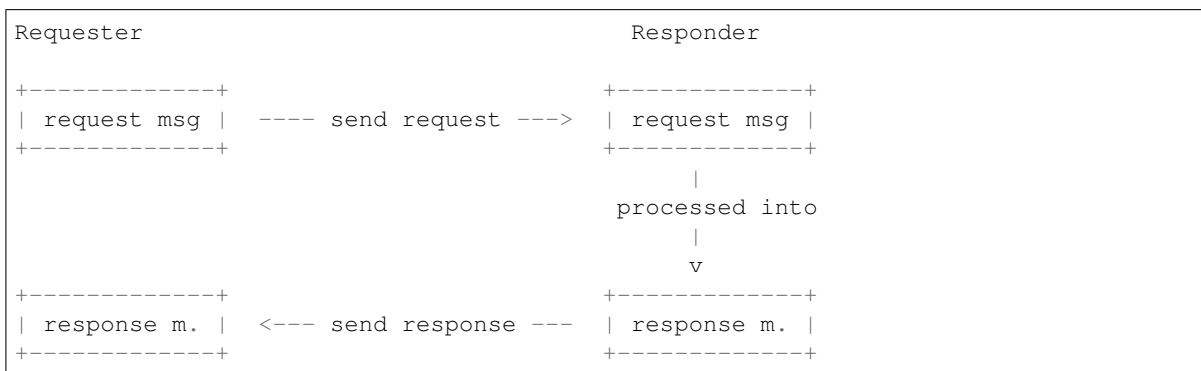 Requester                                Responder
+-------------+                        +-------------+
| request msg |  ---- send request --->  | request msg |
+-------------+                        +-------------+
|
processed into
|
v
+-------------+                        +-------------+
| response m. |  <--- send response ---  | response m. |
+-------------+                        +-------------+